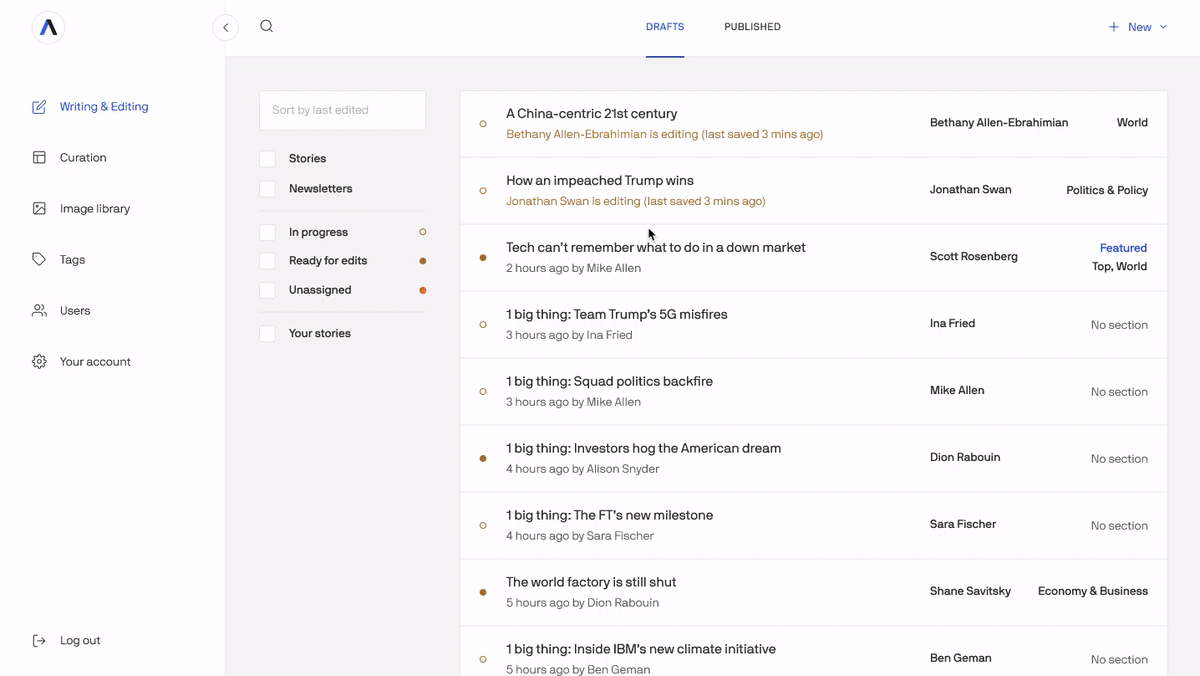 DRAFTS
PUBLISHED
New
Writing & Editing
Curation
Image library
Tags
Users
Your account
Log out
Sort by last edited
Stories
Newsletters
In progress
Ready for edits
Unassigned
Your stories
A China-centric 21st century
Bethany Allen-Ebrahimian is editing (last saved 3 mins ago)
Bethany Allen-Ebrahimian
World
How an impeached Trump wins
Jonathan Swan is editing (last saved 3 mins ago)
Jonathan Swan
Politics & Policy
Tech can't remember what to do in a down market
2 hours ago by Mike Allen
Scott Rosenberg
Featured
Top, World
1 big thing: Team Trump's 5G misfires
3 hours ago by Ina Fried
Ina Fried
No section
1 big thing: Squad politics backfire
3 hours ago by Mike Allen
Mike Allen
No section
1 big thing: Investors hog the American dream
4 hours ago by Alison Snyder
Dion Rabouin
No section
1 big thing: The FT's new milestone
4 hours ago by Sara Fischer
Sara Fischer
No section
The world factory is still shut
5 hours ago by Dion Rabouin
Shane Savitsky
Economy & Business
1 big thing: Inside IBM's new climate initiative
5 hours ago by Ben Geman
Ben Geman
No section